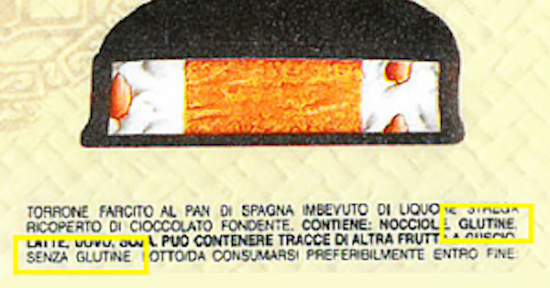 TORRONE FARCITO AL PAN DI SPAGNA IMBEVUTO DI LIQUORE STREGA
RICOPERTO DI CIOCCOLATO FONDENTE. CONTIENE: NOCCIOLE, GLUTINE,
LATTE, UOVO, SOIA. PUÒ CONTENERE TRACCE DI ALTRA FRUTTA A GUSCIO
SENZA GLUTINE LOTTO/DA CONSUMARSI PREFERIBILMENTE ENTRO FINE: